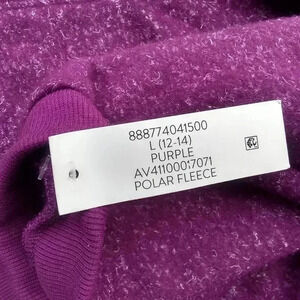 888774041500
L (12-14)
PURPLE
AV41100017071
POLAR FLEECE